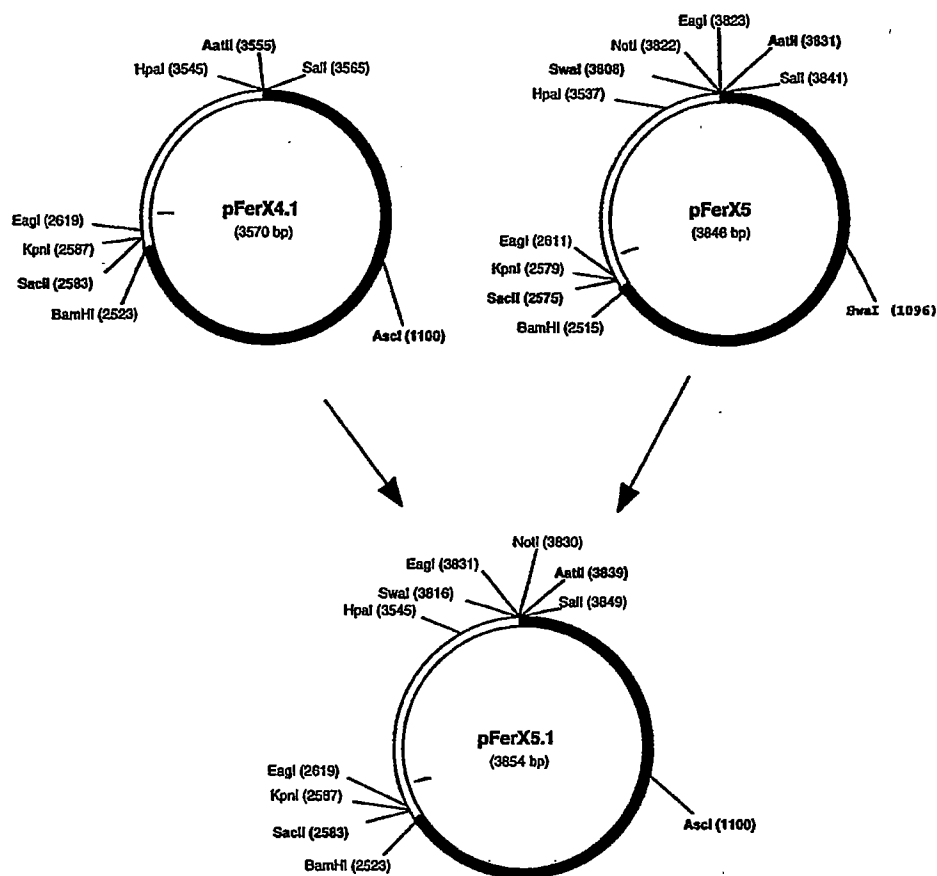 AatII (3555)
HpaI (3545)
SalI (3565)
EagI (2619)
KpnI (2587)
SacII (2583)
BamHI (2523)
AscI (1100)
pFerX4.1
(3570 bp)
EagI (3823)
NotI (3822)
AatII (3831)
SwaI (3808)
SalI (3841)
HpaI (3537)
EagI (2611)
KpnI (2579)
SacII (2575)
BamHI (2515)
SwaI (1096)
pFerX5
(3846 bp)
NotI (3830)
EagI (3831)
AatII (3839)
SwaI (3816)
SalI (3849)
HpaI (3545)
EagI (2619)
KpnI (2587)
SacII (2583)
BamHI (2523)
AscI (1100)
pFerX5.1
(3854 bp)